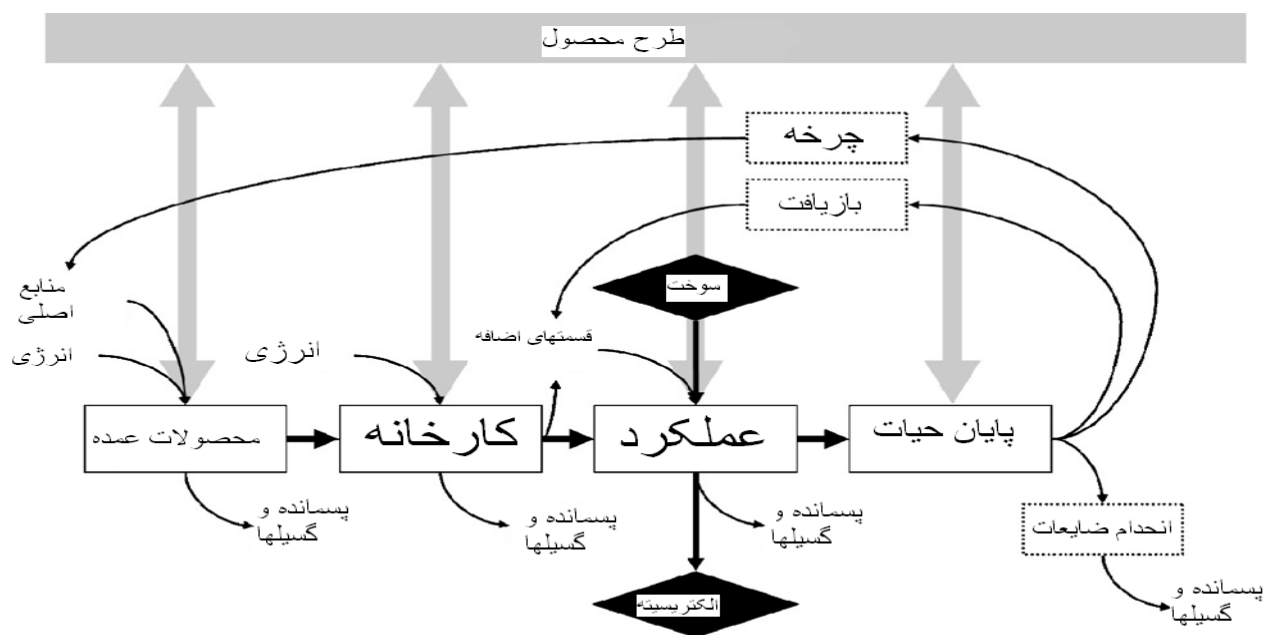 طرح محصول
چرخه
بازیافت
سوخت
منابع
اصلی
قسمتهای اضافه
انرژی
انرژی
محصولات عمده
کارخانه
عملکرد
پایان حیات
پسمانده و
گسیلها
پسمانده و
گسیلها
پسمانده و
گسیلها
انحدام ضایعات
پسمانده و
گسیلها
الکتریسیته